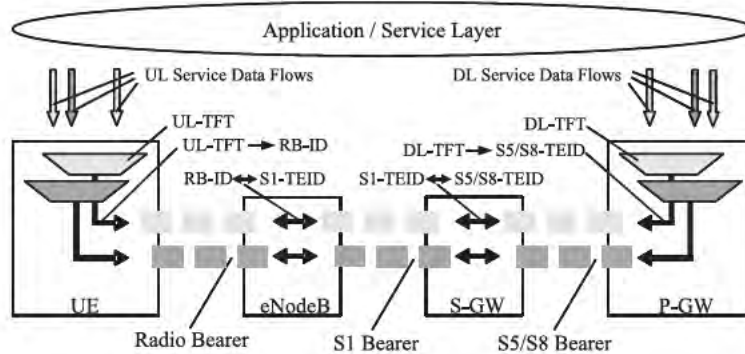 Application / Service Layer
UL Service Data Flows
DL Service Data Flows
UL-TFT
UL-TFT → RB-ID
RB-ID ↔ S1-TEID
DL-TFT
DL-TFT → S5/S8-TEID
S1-TEID ↔ S5/S8-TEID
UE
eNodeB
S-GW
P-GW
Radio Bearer
S1 Bearer
S5/S8 Bearer